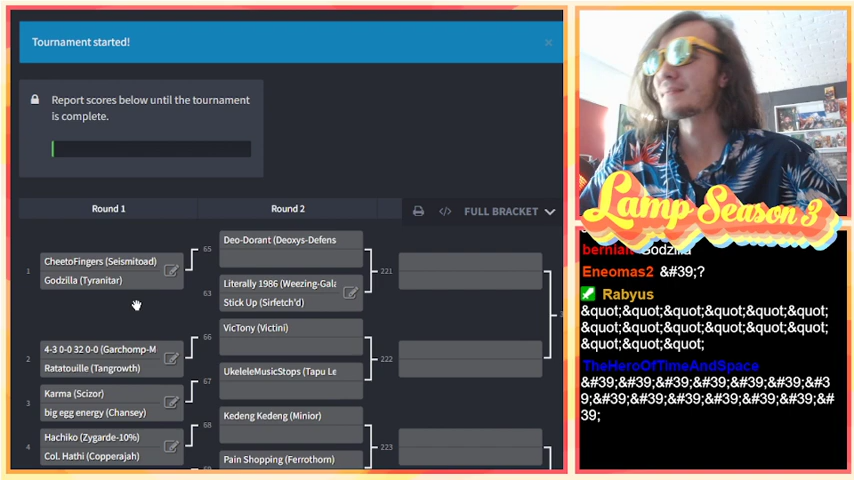 Tournament started!
×
Report scores below until the tournament
is complete.
Round 1
Round 2
FULL BRACKET
1
CheetoFingers (Seismitoad)
Godzilla (Tyranitar)
65
Deo-Dorant (Deoxys-Defens
221
63
Literally 1986 (Weezing-Gala
Stick Up (Sirfetch'd)
3
2
4-3 0-0 32 0-0 (Garchomp-M
Ratatouille (Tangrowth)
66
VicTony (Victini)
222
3
Karma (Scizor)
big egg energy (Chansey)
67
UkeleleMusicStops (Tapu Le
4
Hachiko (Zygarde-10%)
Col. Hathi (Copperajah)
68
Kedeng Kedeng (Minior)
223
Pain Shopping (Ferrothorn)
Lamp Season 3
berniah Godzilla
Eneomas2 &#39;?
Rabyus
&quot;&quot;&quot;&quot;&quot;&quot;
&quot;&quot;&quot;&quot;&quot;&quot;
&quot;&quot;&quot;
TheHeroOfTimeAndSpace
&#39;&#39;&#39;&#39;&#39;&#39;&#3
9;&#39;&#39;&#39;&#39;&#39;&#39;&#
39;